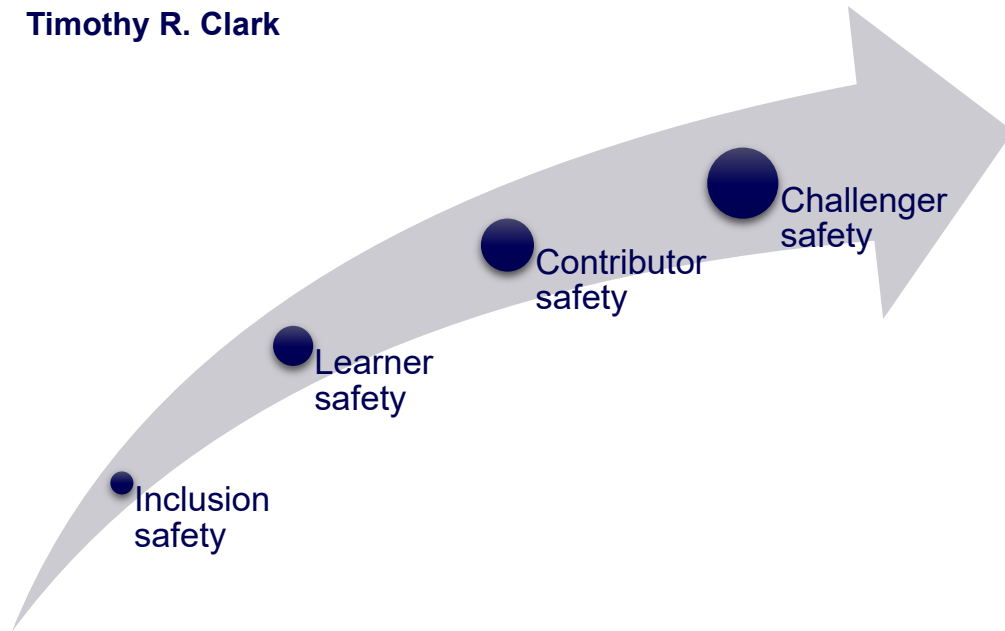 Timothy R. Clark
Challenger
safety
Contributor
safety
Learner
safety
Inclusion
safety